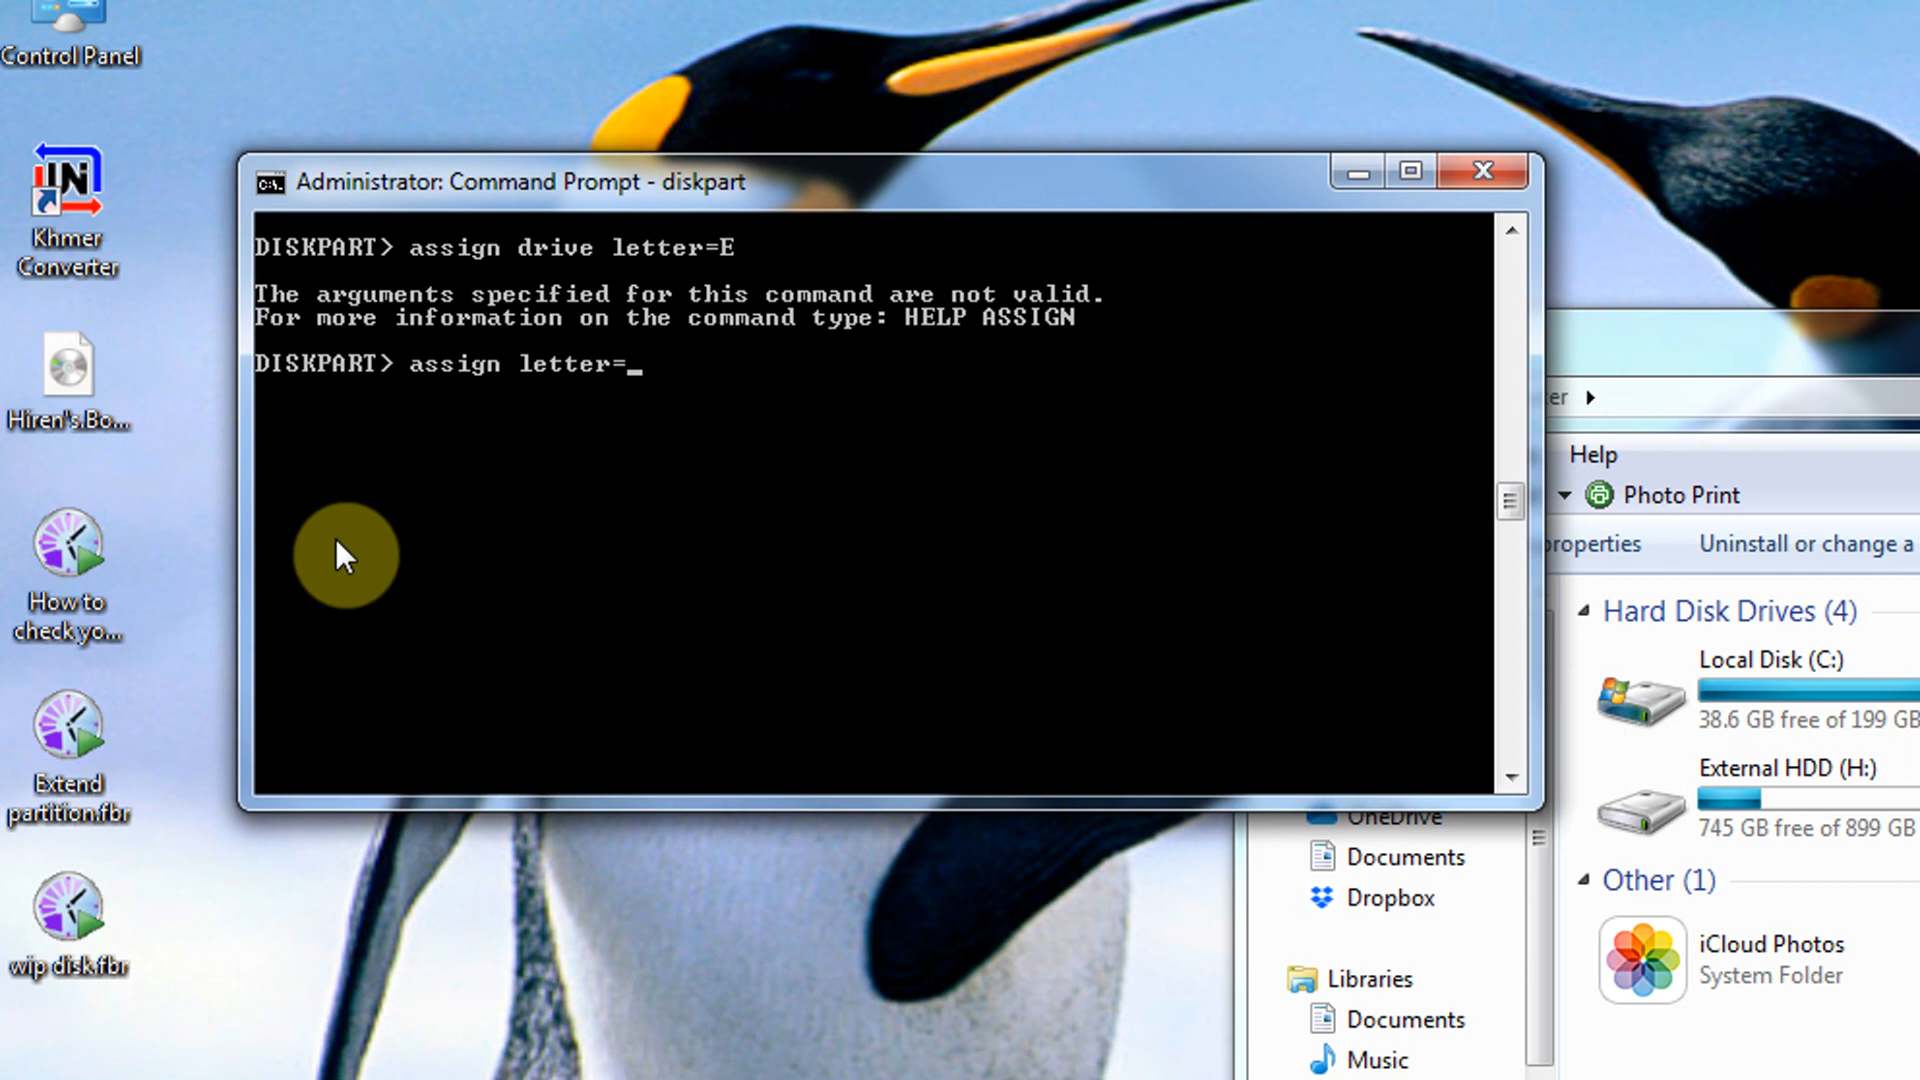 Control Panel
IN
Khmer
Converter
Hiren"s.Bo...
How to
check yo...
Extend
partition.fbr
wip disk.fbr
C:\.
Administrator: Command Prompt - diskpart
DISKPART> assign drive letter=E
The arguments specified for this command are not valid.
For more information on the command type: HELP ASSIGN
DISKPART> assign letter=_
er
Help
Photo Print
properties
Uninstall or change a
Hard Disk Drives (4)
Local Disk (C:)
38.6 GB free of 199 GB
External HDD (H:)
745 GB free of 899 GB
Other (1)
iCloud Photos
System Folder
OneDrive
Documents
Dropbox
Libraries
Documents
Music